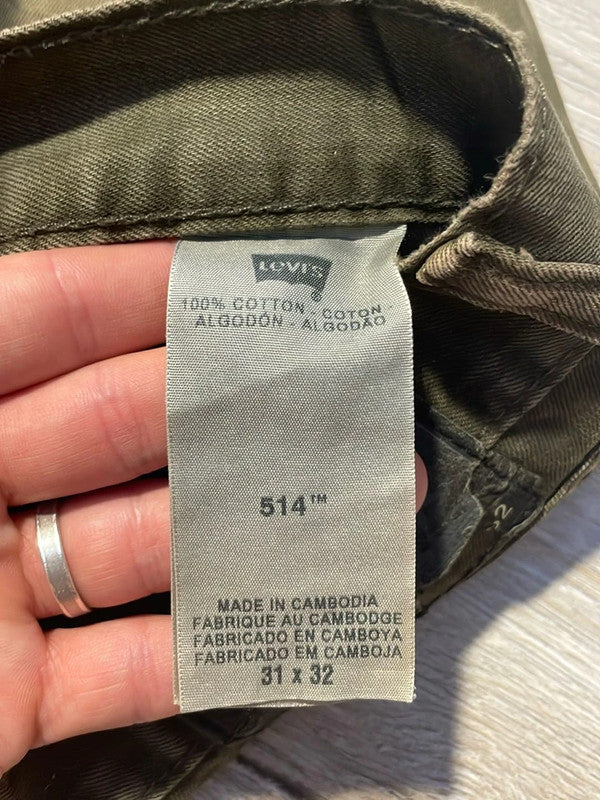 LEVI'S
100% COTTON - COTON -
ALGODÓN - ALGODÃO
514™
MADE IN CAMBODIA
FABRIQUE AU CAMBODGE
FABRICADO EN CAMBOYA
FABRICADO EM CAMBOJA
31 x 32